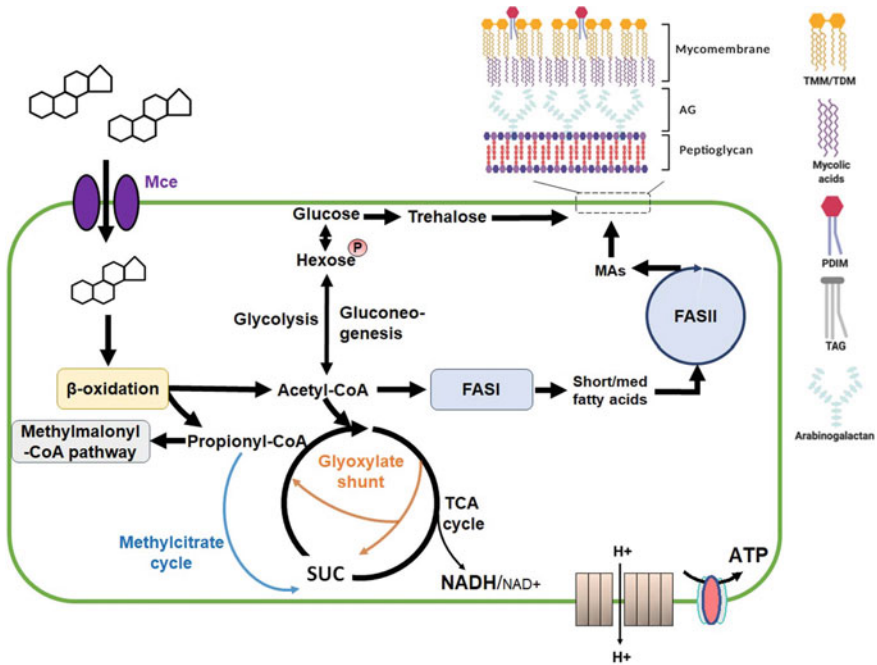 Mycomembrane
AG
Peptioglycan
TMM/TDM
Mycolic
acids
PDIM
TAG
Arabinogalactan
Mce
Glucose
Trehalose
Hexose
P
MAs
FASII
Glycolysis
Gluconeo-
genesis
β-oxidation
Acetyl-CoA
FASI
Short/med
fatty acids
Methylmalonyl
-CoA pathway
Propionyl-CoA
Glyoxylate
shunt
TCA
cycle
Methylcitrate
cycle
SUC
NADH/NAD+
H+
H+
ATP